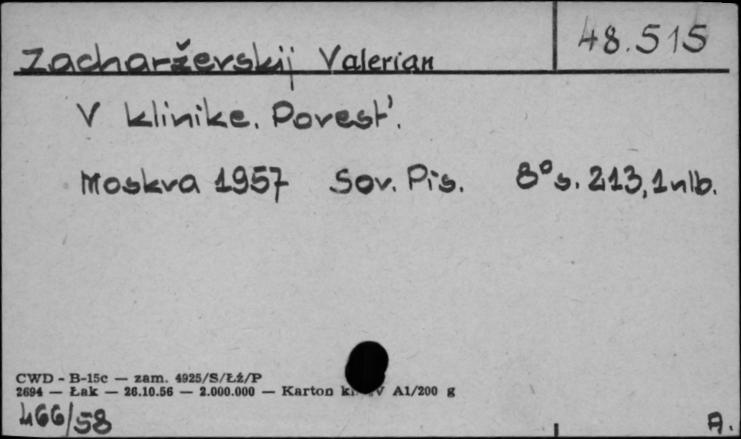 48.515
Zacharževskij Valerian
V klinike. Povest'.
Moskva 1957 Sov. Pis. 8° s. 213, 1 nlb.
CWD - B-15c — zam. 4925/S/Łź/P
2694 — Łak — 26.10.56 — 2.000.000 — Karton A1/200 g
466/58
A.